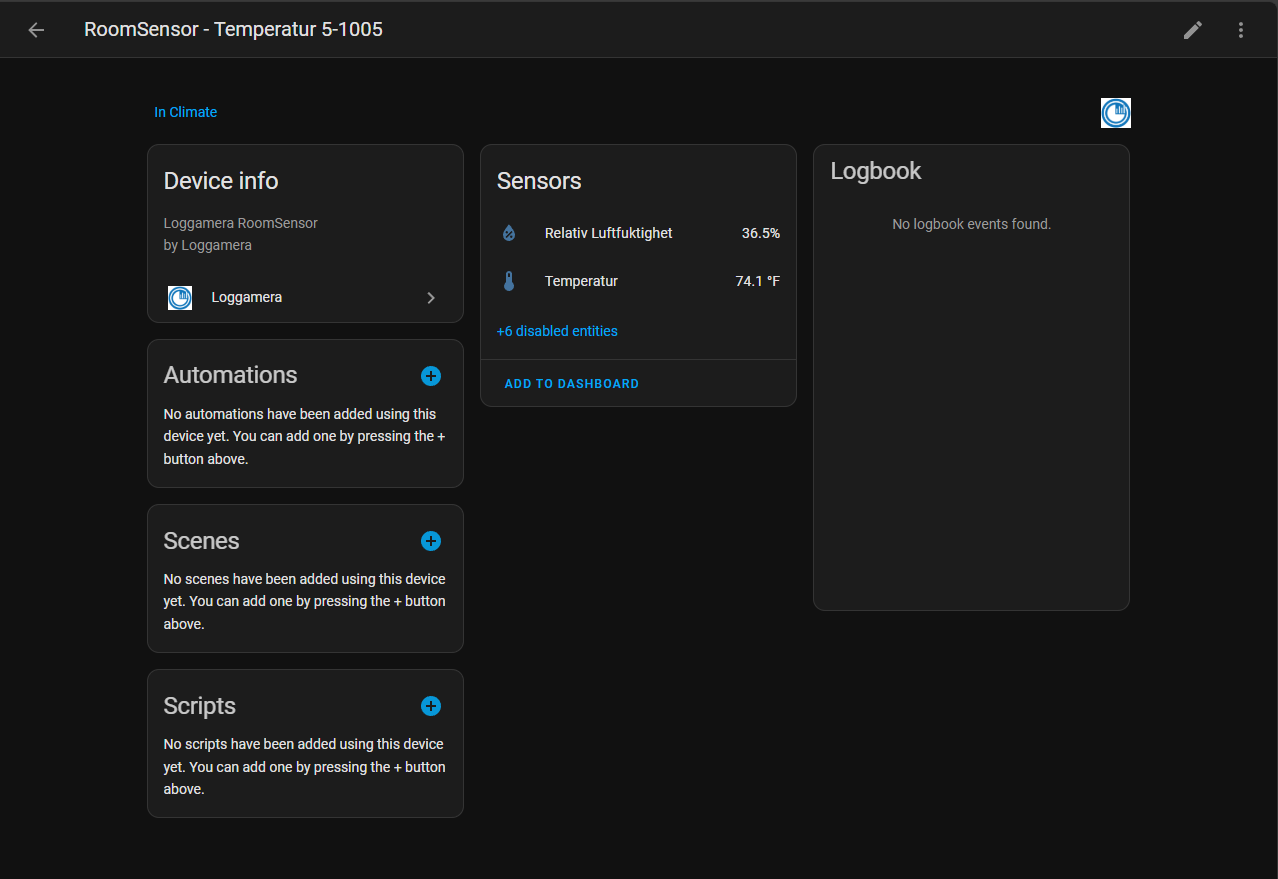 RoomSensor - Temperatur 5-1005
In Climate
Device info
Loggamera RoomSensor
by Loggamera
Loggamera
Automations
No automations have been added using this
device yet. You can add one by pressing the +
button above.
Scenes
No scenes have been added using this device
yet. You can add one by pressing the + button
above.
Scripts
No scripts have been added using this device
yet. You can add one by pressing the + button
above.
Sensors
Relativ Luftfuktighet 36.5%
Temperatur 74.1 °F
+6 disabled entities
ADD TO DASHBOARD
Logbook
No logbook events found.